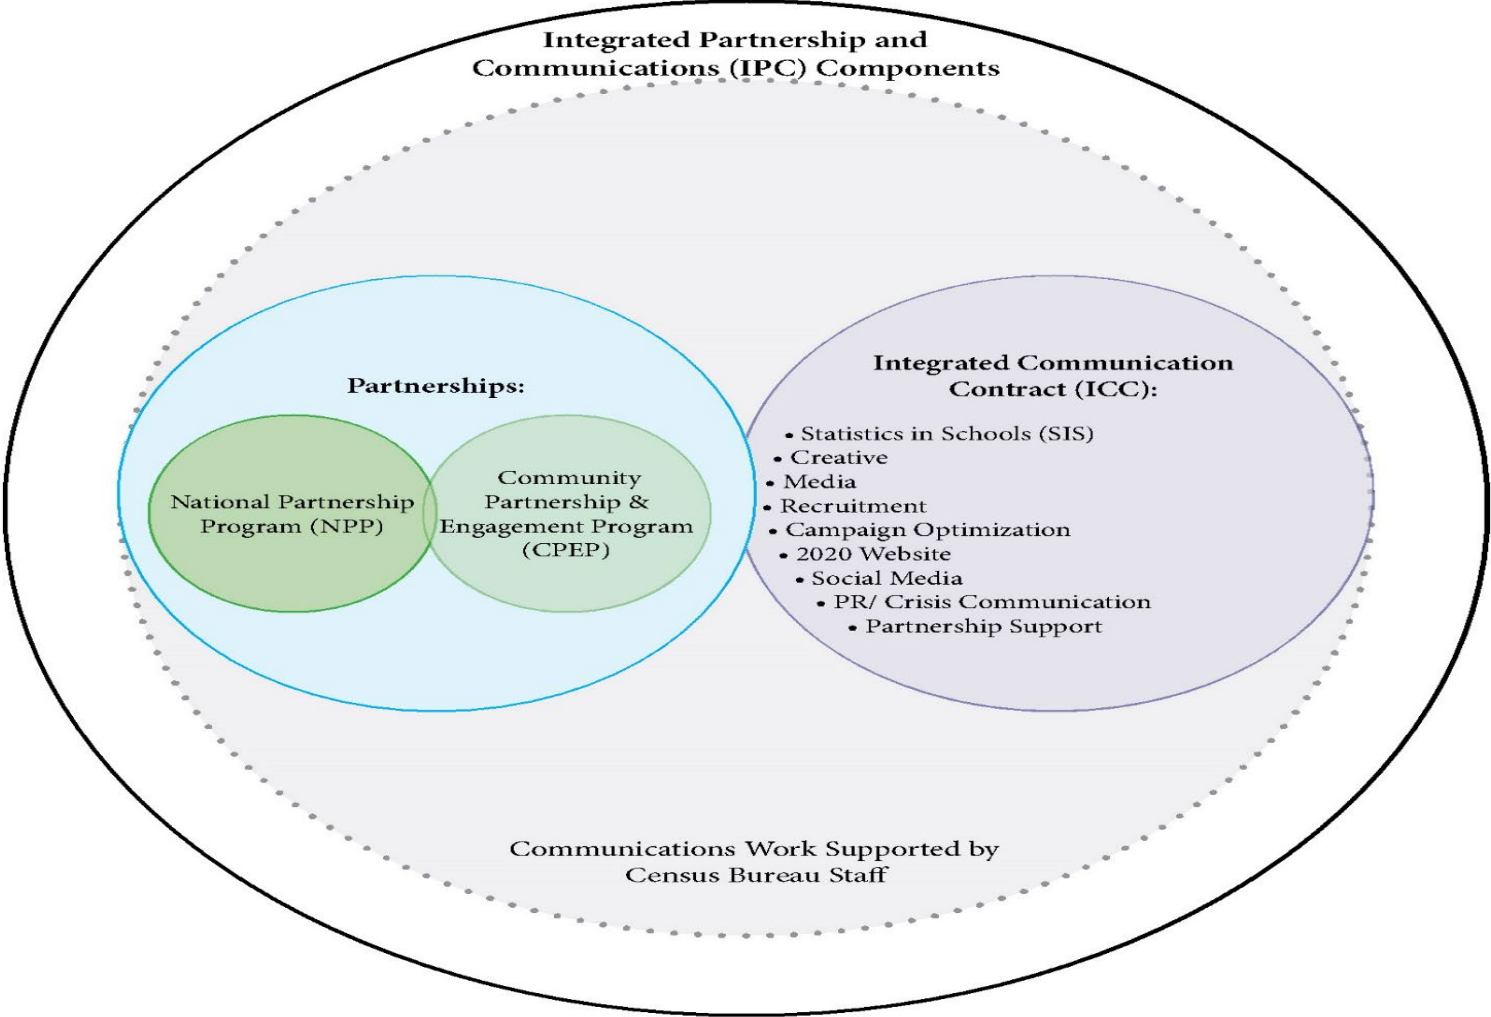 Integrated Partnership and
Communications (IPC) Components
Partnerships:
National Partnership
Program (NPP)
Community
Partnership &
Engagement Program
(CPEP)
Integrated Communication
Contract (ICC):
• Statistics in Schools (SIS)
• Creative
• Media
• Recruitment
• Campaign Optimization
• 2020 Website
• Social Media
• PR/ Crisis Communication
• Partnership Support
Communications Work Supported by
Census Bureau Staff